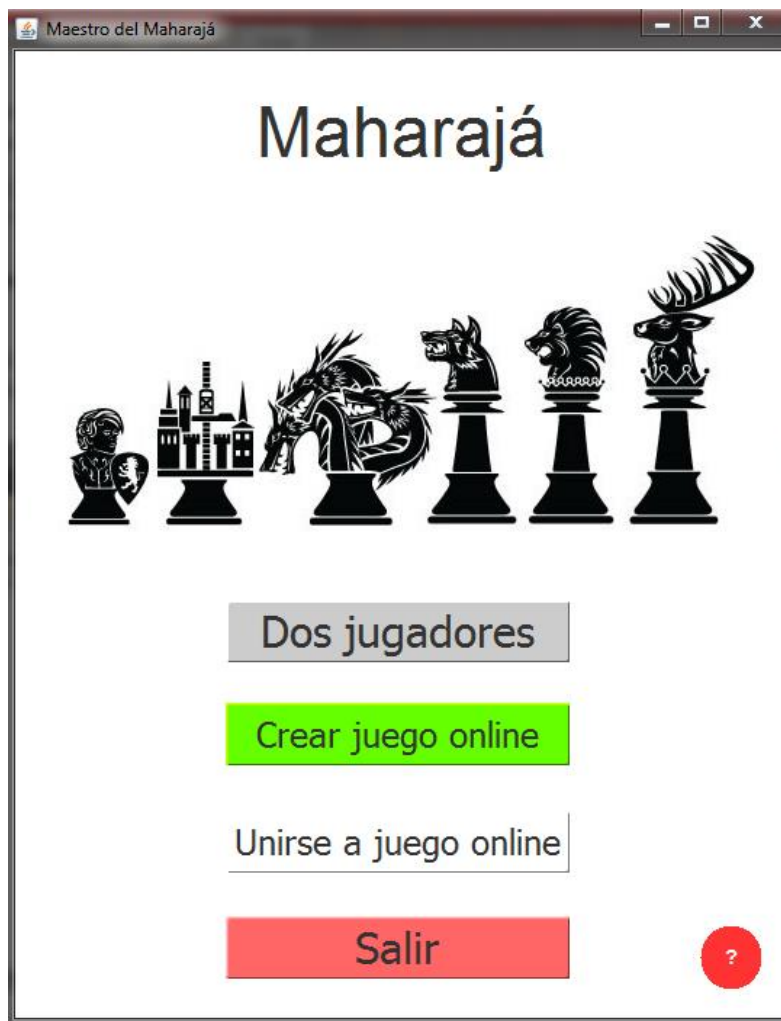 Maestro del Maharajá
Maharajá
Dos jugadores
Crear juego online
Unirse a juego online
Salir
?